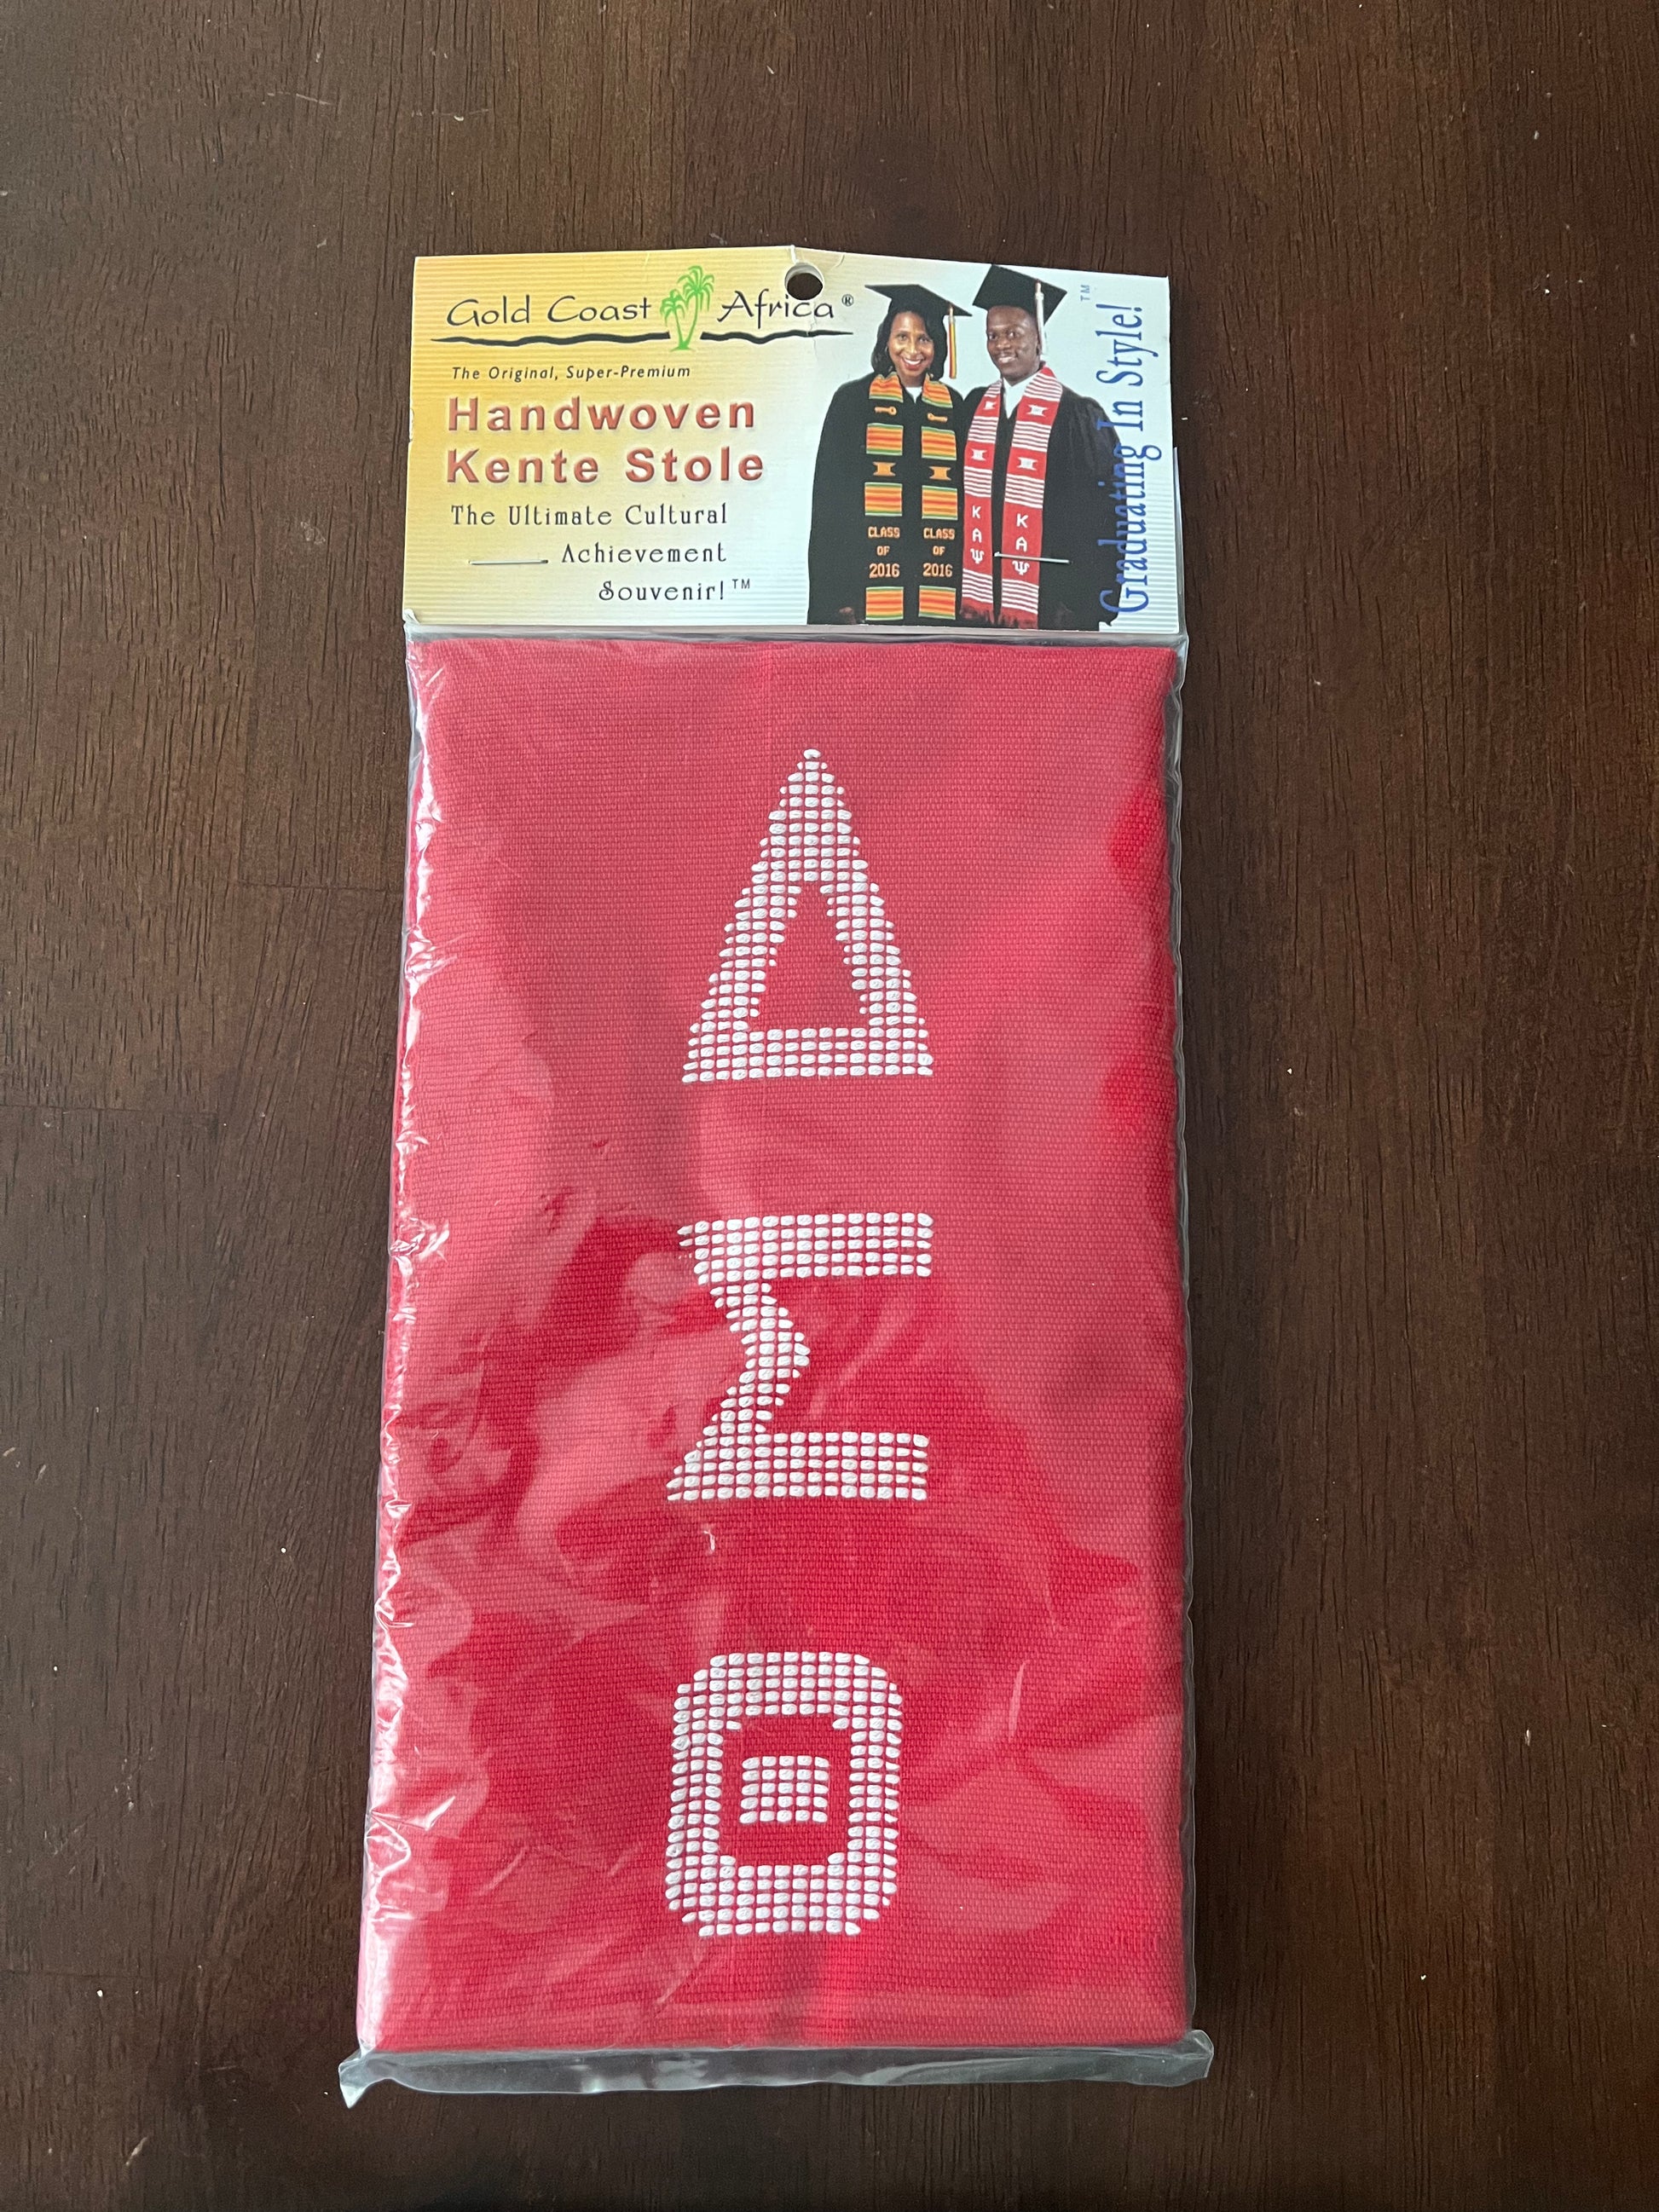 Gold Coast Africa®
The Original, Super-Premium
Handwoven
Kente Stole
The Ultimate Cultural
Achievement
Souvenir!™
Graduating In Style!™
CLASS
OF
2016
CLASS
OF
2016
Κ
Α
Ψ
Κ
Α
Ψ
Δ
Σ
Θ